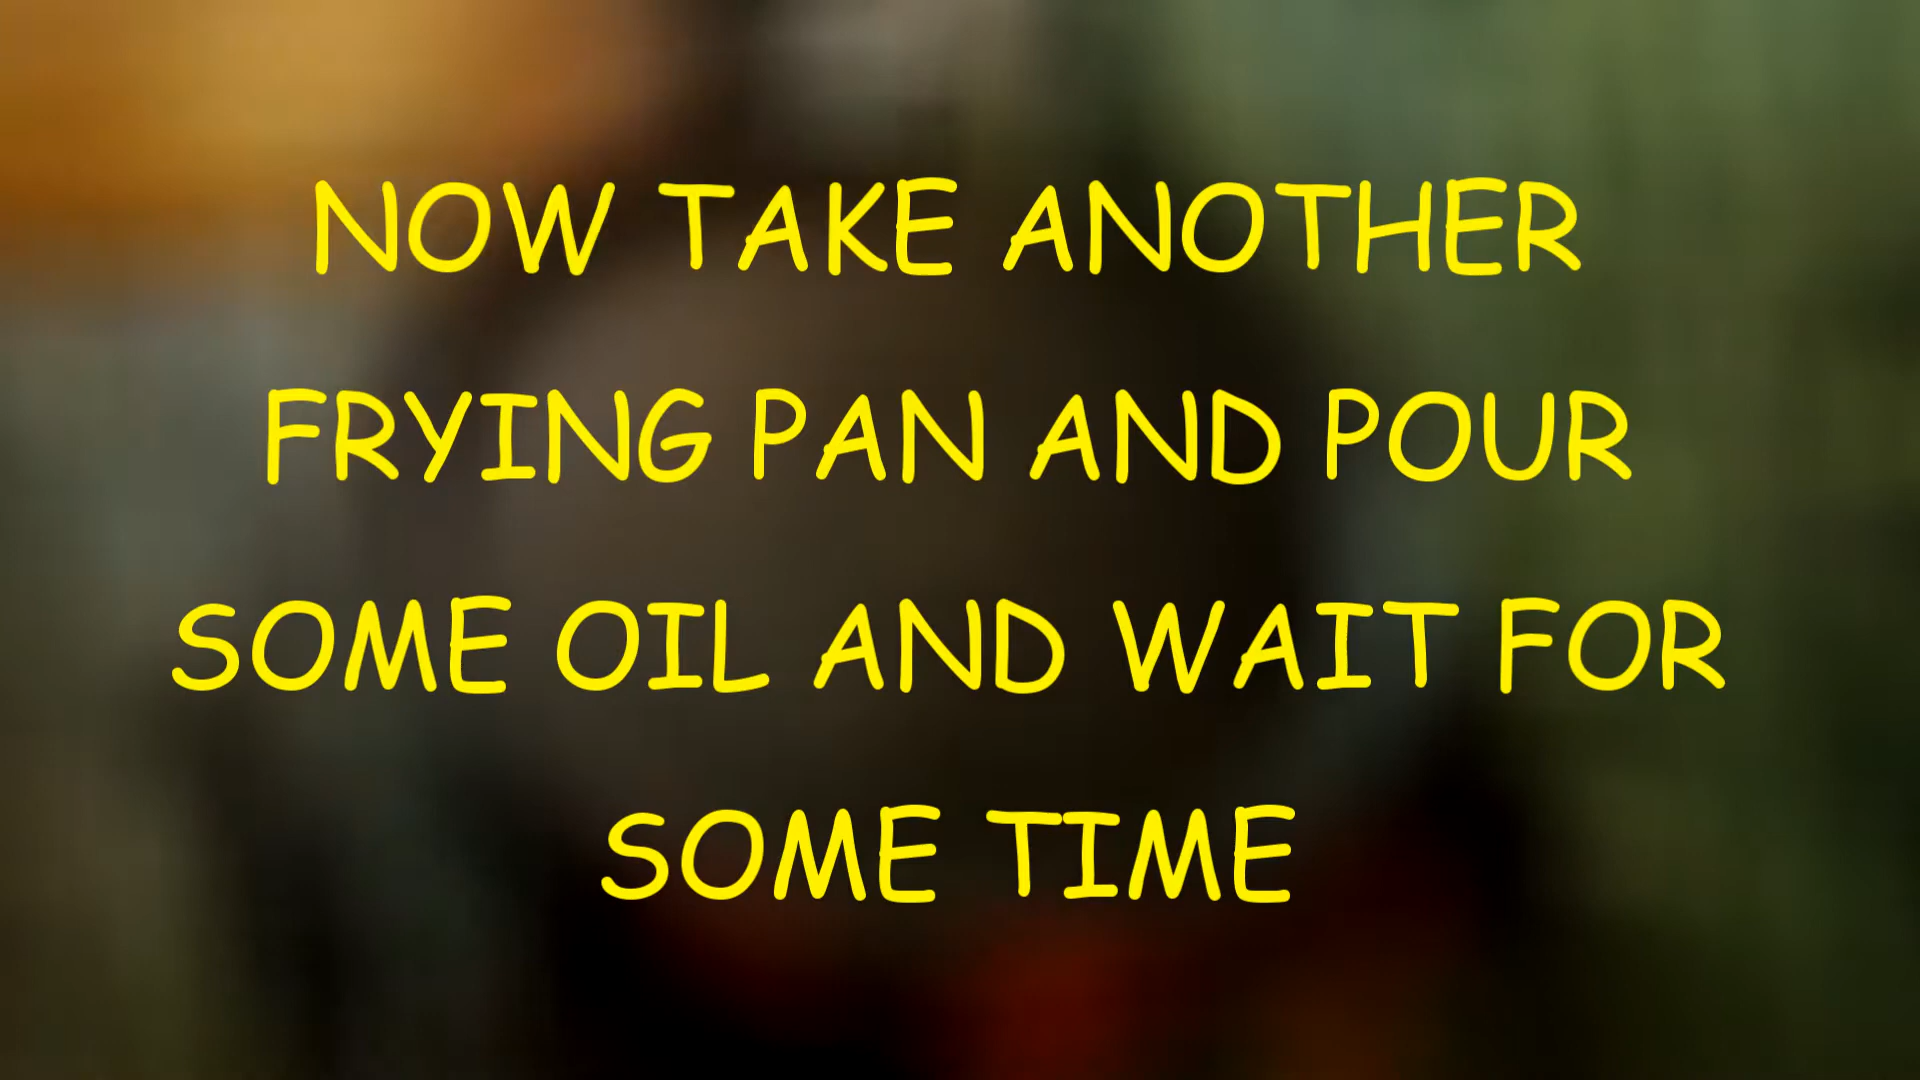 NOW TAKE ANOTHER
FRYING PAN AND POUR
SOME OIL AND WAIT FOR
SOME TIME